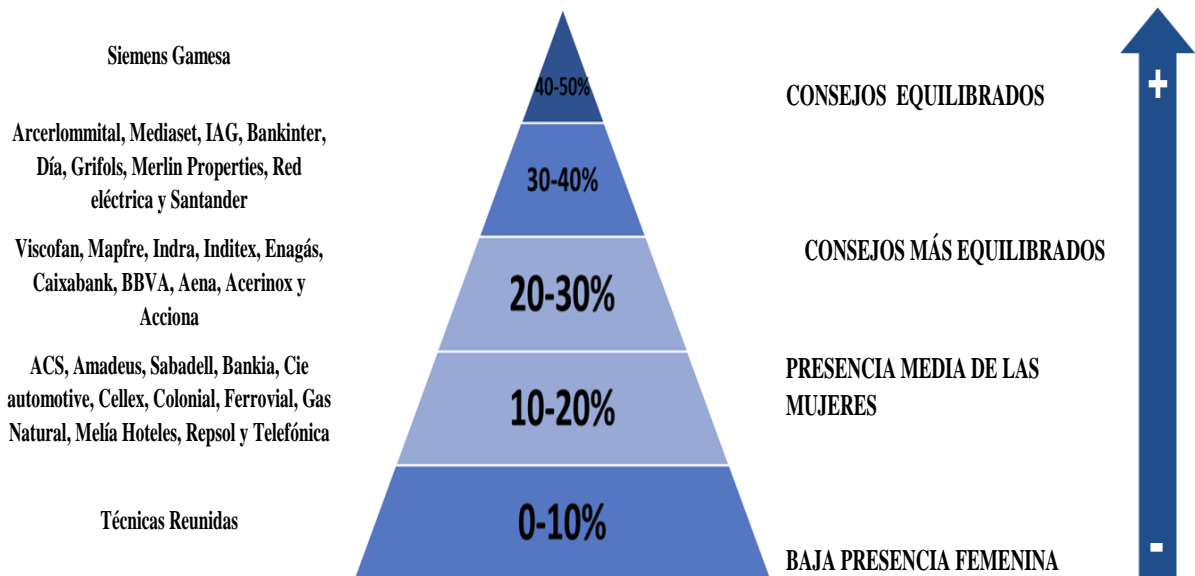 Siemens Gamesa
40-50%
CONSEJOS EQUILIBRADOS
+
Arcerlommital, Mediaset, IAG, Bankinter,
Día, Grifols, Merlin Properties, Red
eléctrica y Santander
30-40%
Viscofan, Mapfre, Indra, Inditex, Enagás,
Caixabank, BBVA, Aena, Acerinox y
Acciona
20-30%
CONSEJOS MÁS EQUILIBRADOS
ACS, Amadeus, Sabadell, Bankia, Cie
automotive, Cellex, Colonial, Ferrovial, Gas
Natural, Melía Hoteles, Repsol y Telefónica
10-20%
PRESENCIA MEDIA DE LAS
MUJERES
Técnicas Reunidas
0-10%
BAJA PRESENCIA FEMENINA
-